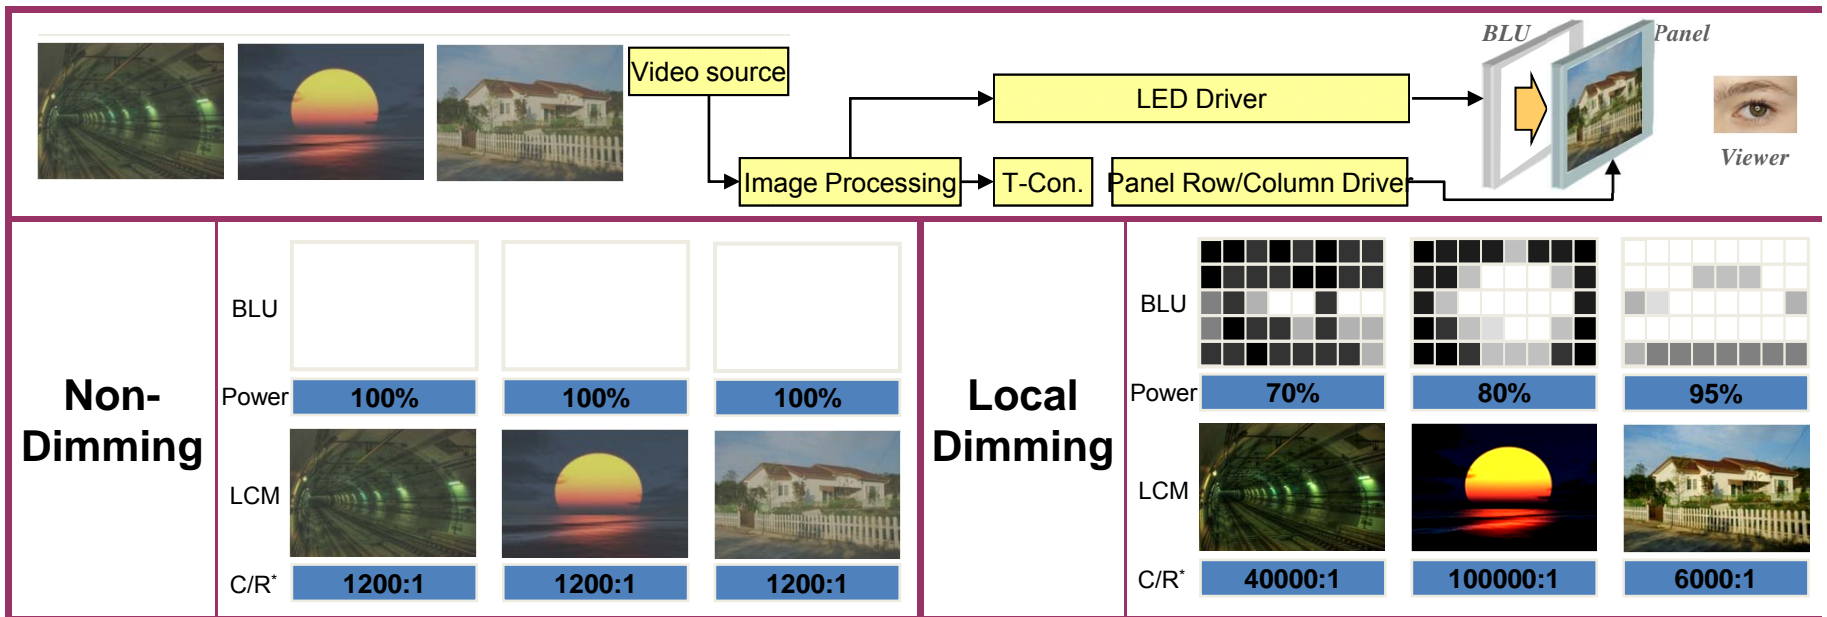 BLU
Panel
Video source
LED Driver
Image Processing
T-Con.
Panel Row/Column Driver
Viewer
Non-
Dimming
BLU
Power
100%
100%
100%
LCM
C/R*
1200:1
1200:1
1200:1
Local
Dimming
BLU
Power
70%
80%
95%
LCM
C/R*
40000:1
100000:1
6000:1